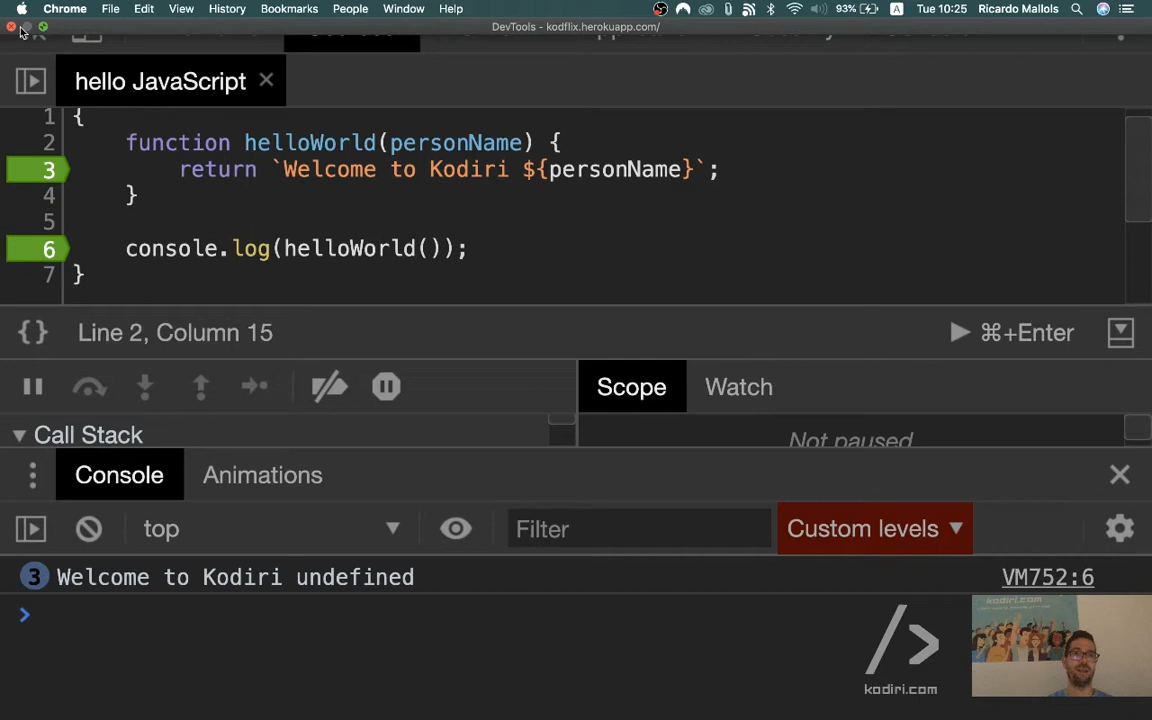 Chrome File Edit View History Bookmarks People Window Help 93% A Tue 10:25 Ricardo Mallols
DevTools - kodflix.herokuapp.com/
hello JavaScript
1 {
2 function helloWorld(personName) {
3 return `Welcome to Kodiri ${personName}`;
4 }
5
6 console.log(helloWorld());
7 }
{} Line 2, Column 15 ⌘+Enter
Scope Watch
Call Stack
Not paused
Console Animations
top Filter Custom levels
3 Welcome to Kodiri undefined VM752:6
>
kodiri.com
kodiri.com